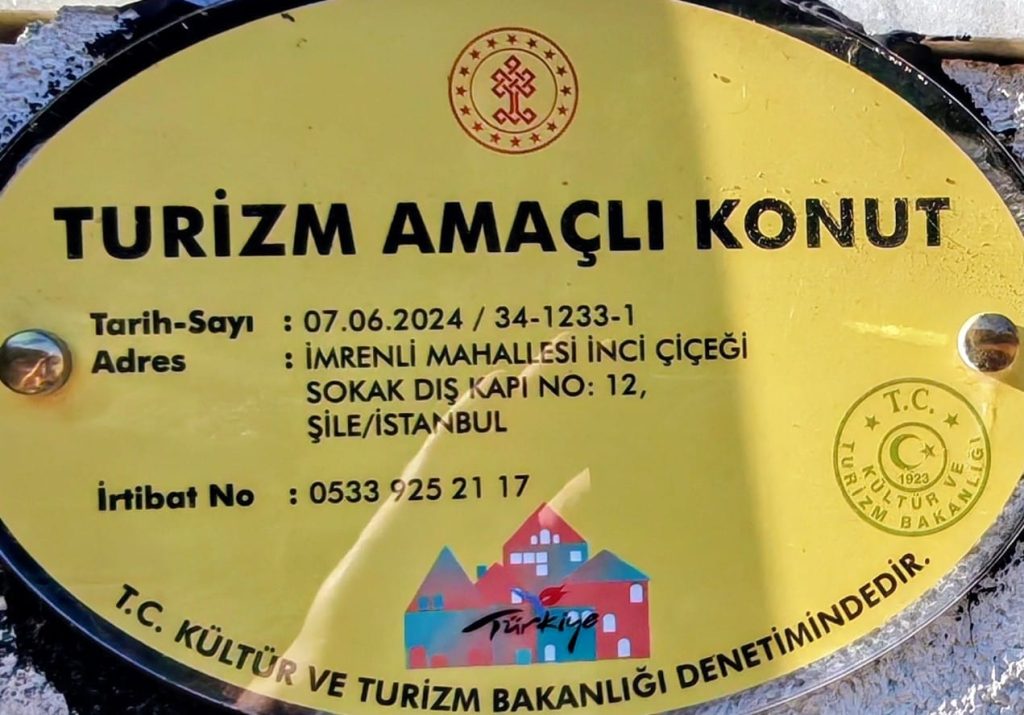 TURİZM AMAÇLI KONUT
Tarih-Sayı : 07.06.2024 / 34-1233-1
Adres : İMRENLİ MAHALLESİ İNCİ ÇİÇEĞİ
SOKAK DIŞ KAPI NO: 12,
ŞİLE/İSTANBUL
T.C.
KÜLTÜR VE
TURİZM BAKANLIĞI
1923
İrtibat No : 0533 925 21 17
Türkiye
T.C. KÜLTÜR VE TURİZM BAKANLIĞI DENETİMİNDEDİR.